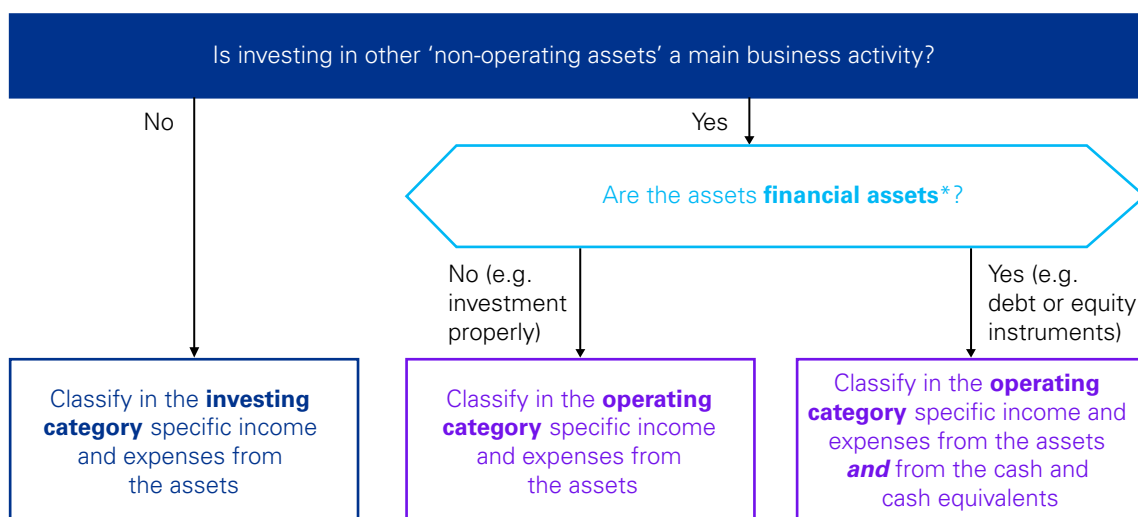 Is investing in other ‘non-operating assets’ a main business activity?
No
Yes
Are the assets financial assets*?
No (e.g.
investment
properly)
Yes (e.g.
debt or equity
instruments)
Classify in the investing
category specific income
and expenses from
the assets
Classify in the operating
category specific income
and expenses from
the assets
Classify in the operating
category specific income and
expenses from the assets
and from the cash and
cash equivalents